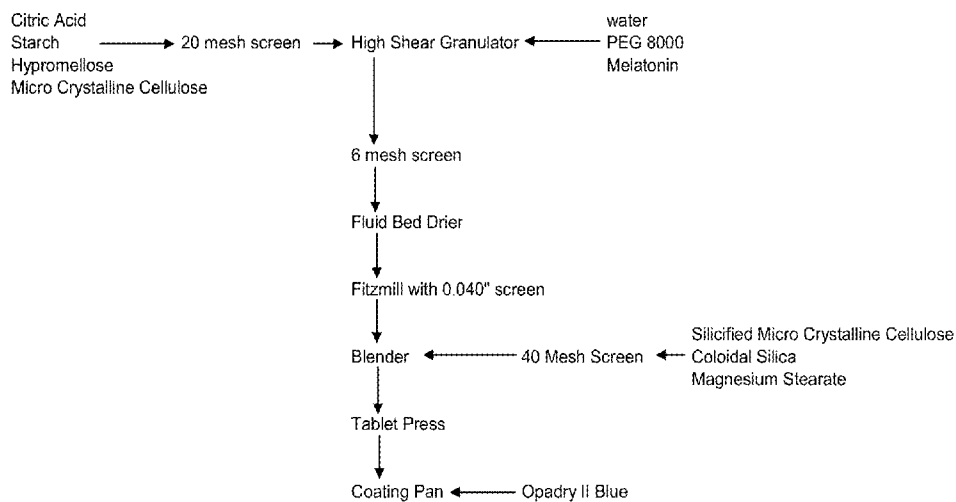 Citric Acid
Starch
Hypromellose
Micro Crystalline Cellulose
20 mesh screen
High Shear Granulator
water
PEG 8000
Melatonin
6 mesh screen
Fluid Bed Drier
Fitzmill with 0.040" screen
Blender
40 Mesh Screen
Silicified Micro Crystalline Cellulose
Coloidal Silica
Magnesium Stearate
Tablet Press
Coating Pan
Opadry II Blue